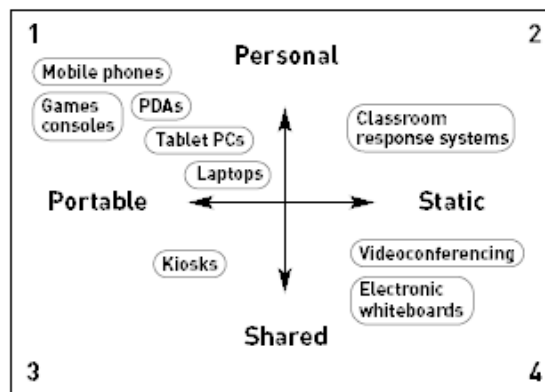 1
2
Personal
Mobile phones
Games
consoles
PDAs
Tablet PCs
Laptops
Classroom
response systems
Portable
Static
Kiosks
Videoconferencing
Electronic
whiteboards
Shared
3
4